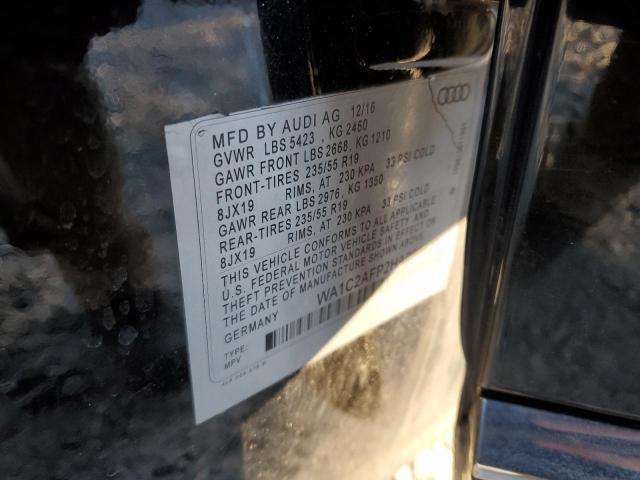 MFD BY AUDI AG 12/16
GVWR LBS 5423 , KG 2460
GAWR FRONT LBS 2668, KG 1210
FRONT-TIRES 235/55 R19
8JX19 RIMS, AT 230 KPA 33 PSI COLD
GAWR REAR LBS 2976, KG 1350
REAR-TIRES 235/55 R19
8JX19 RIMS, AT 230 KPA 33 PSI COLD
THIS VEHICLE CONFORMS TO ALL APPLICABLE
U.S. FEDERAL MOTOR VEHICLE SAFETY AND
THEFT PREVENTION STANDARDS IN EFFECT ON
THE DATE OF MANUFACTURE
GERMANY WA1C2AFP2HA
TYPE:
MPV